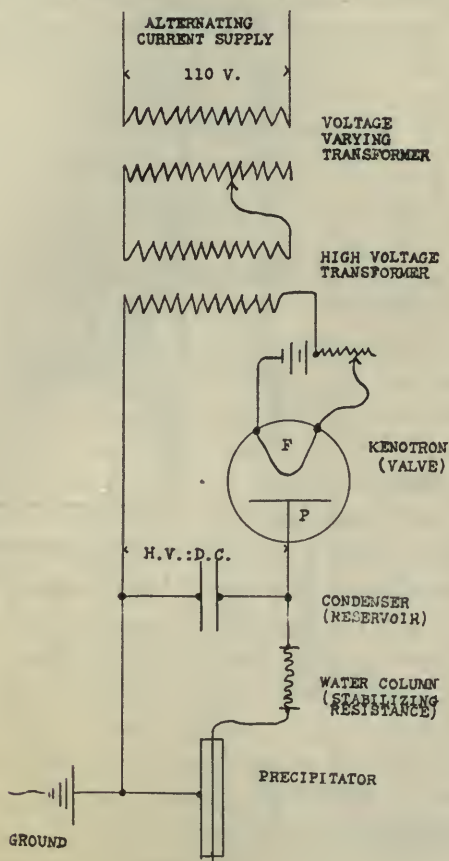 ALTERNATING
CURRENT SUPPLY
110 V.
VOLTAGE
VARYING
TRANSFORMER
HIGH VOLTAGE
TRANSFORMER
F
KENOTRON
(VALVE)
P
H.V.:D.C.
CONDENSER
(RESERVOIR)
WATER COLUMN
(STABILIZING
RESISTANCE)
PRECIPITATOR
GROUND